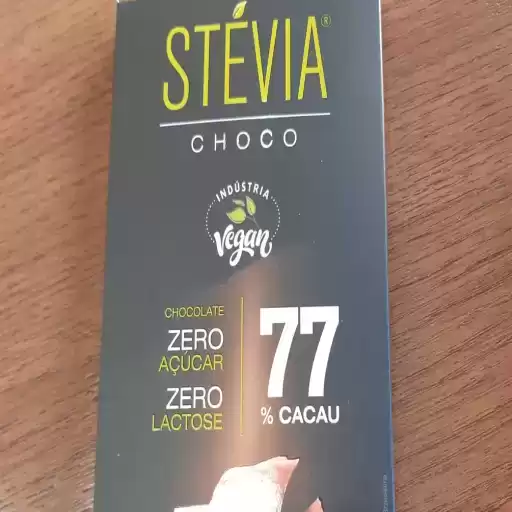 STÉVIA®
CHOCO
INDÚSTRIA
Vegan
CHOCOLATE
ZERO
AÇÚCAR
ZERO
LACTOSE
77
% CACAU